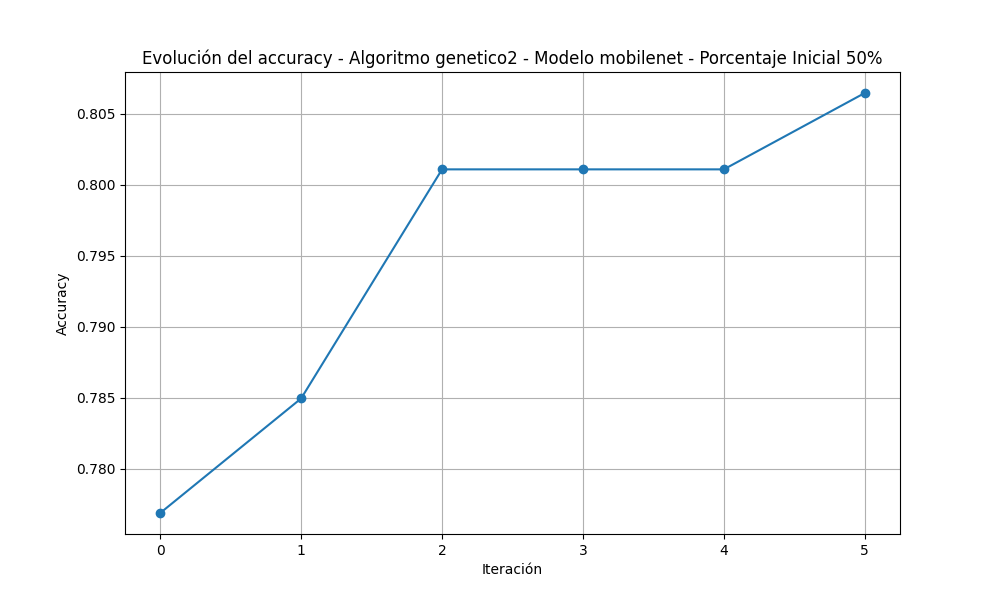 Evolución del accuracy - Algoritmo genetico2 - Modelo mobilenet - Porcentaje Inicial 50%
Accuracy
0.805
0.800
0.795
0.790
0.785
0.780
0 1 2 3 4 5
Iteración